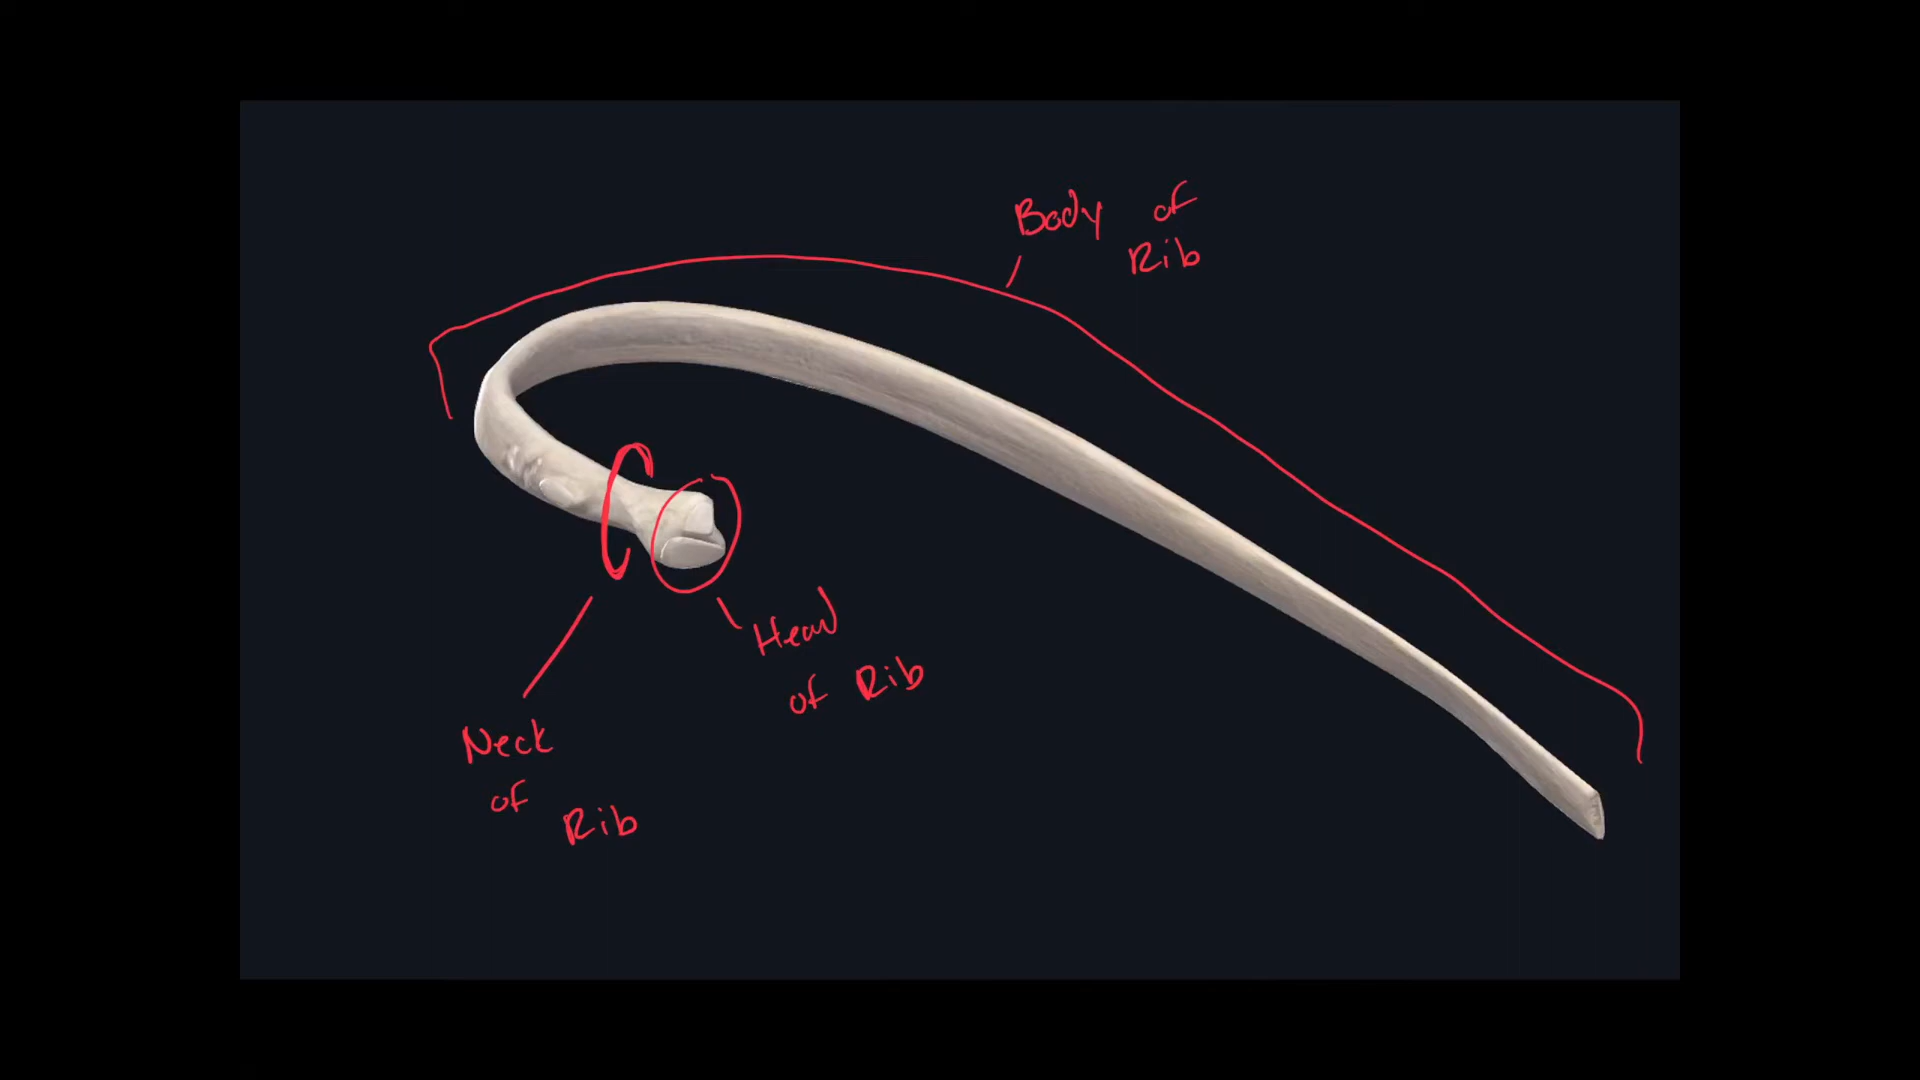 Body of
Rib
Head
of Rib
Neck
of
Rib